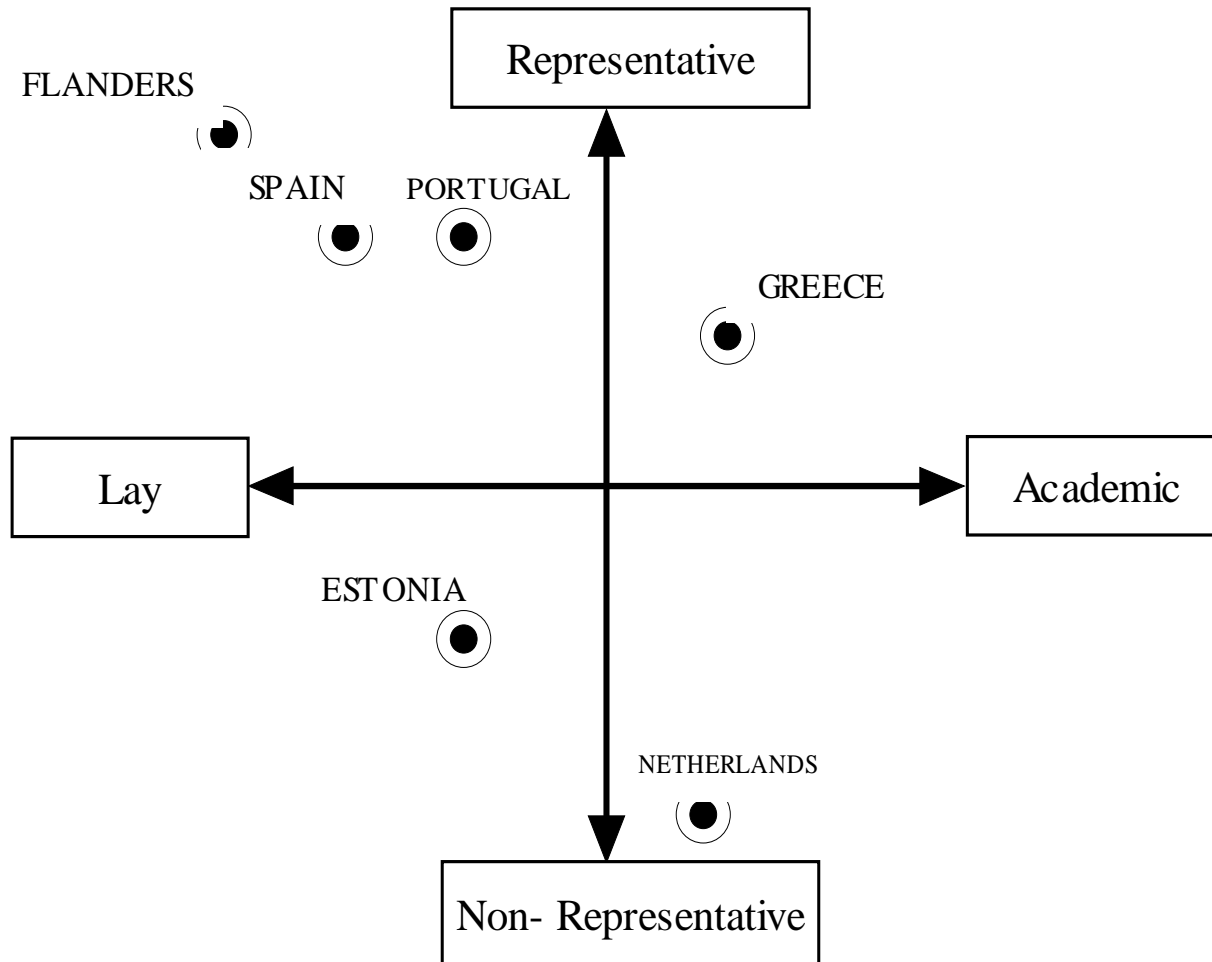 Representative
FLANDERS
SPAIN
PORTUGAL
GREECE
Lay
Academic
ESTONIA
NETHERLANDS
Non- Representative